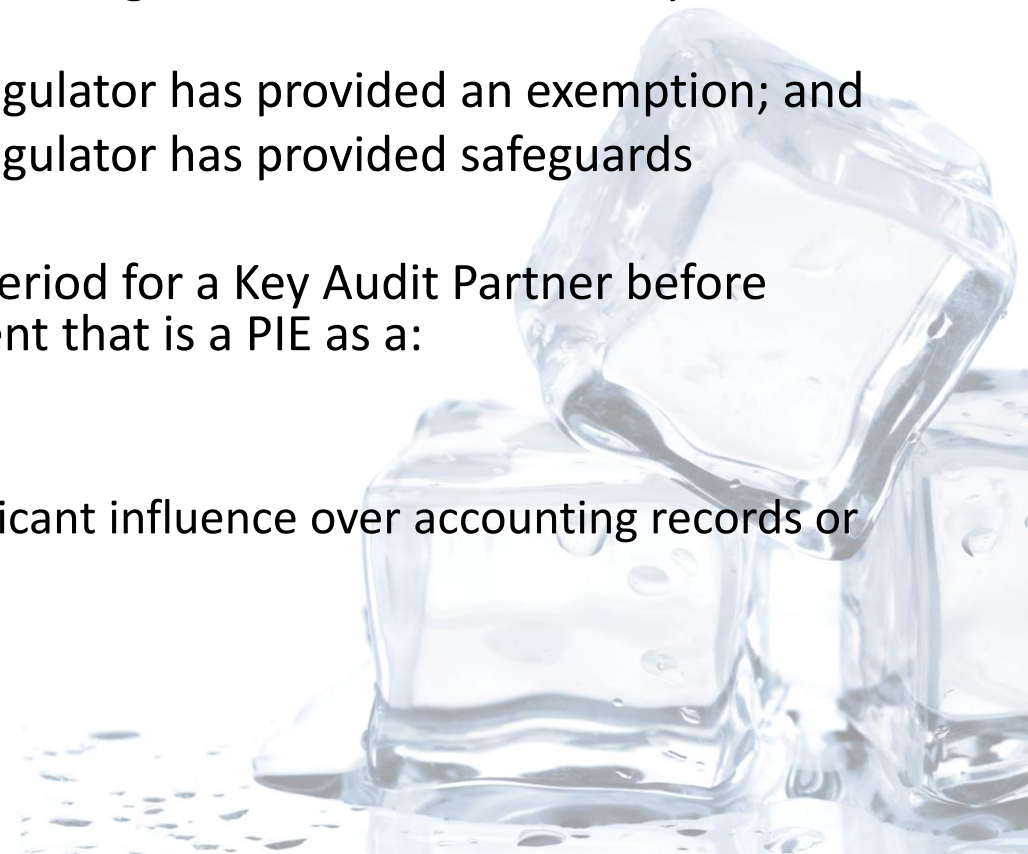 gulator has provided an exemption; and
gulator has provided safeguards
eriod for a Key Audit Partner before
ent that is a PIE as a:
icant influence over accounting records or